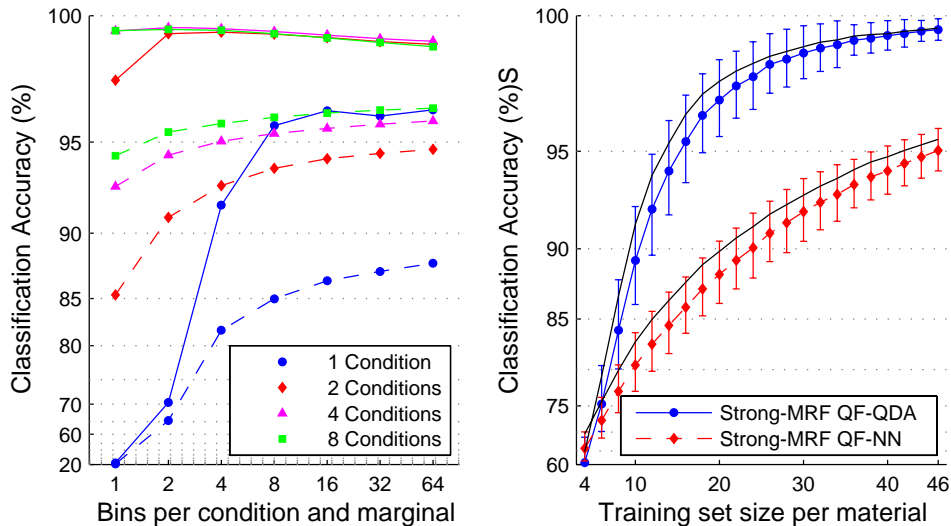 Classification Accuracy (%)
100
95
90
85
80
70
60
20
1
2
4
8
16
32
64
Bins per condition and marginal
1 Condition
2 Conditions
4 Conditions
8 Conditions
Classification Accuracy (%)S
100
95
90
85
75
60
4
10
20
30
40
46
Training set size per material
Strong-MRF QF-QDA
Strong-MRF QF-NN